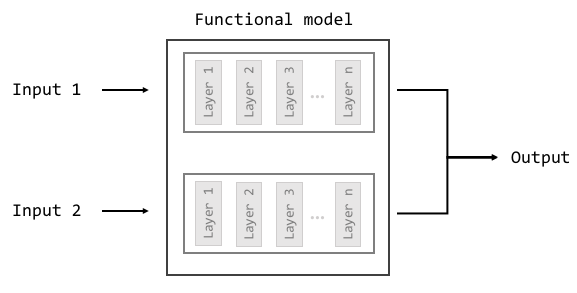 Functional model
Input 1
Layer 1
Layer 2
Layer 3
...
Layer n
Output
Input 2
Layer 1
Layer 2
Layer 3
...
Layer n